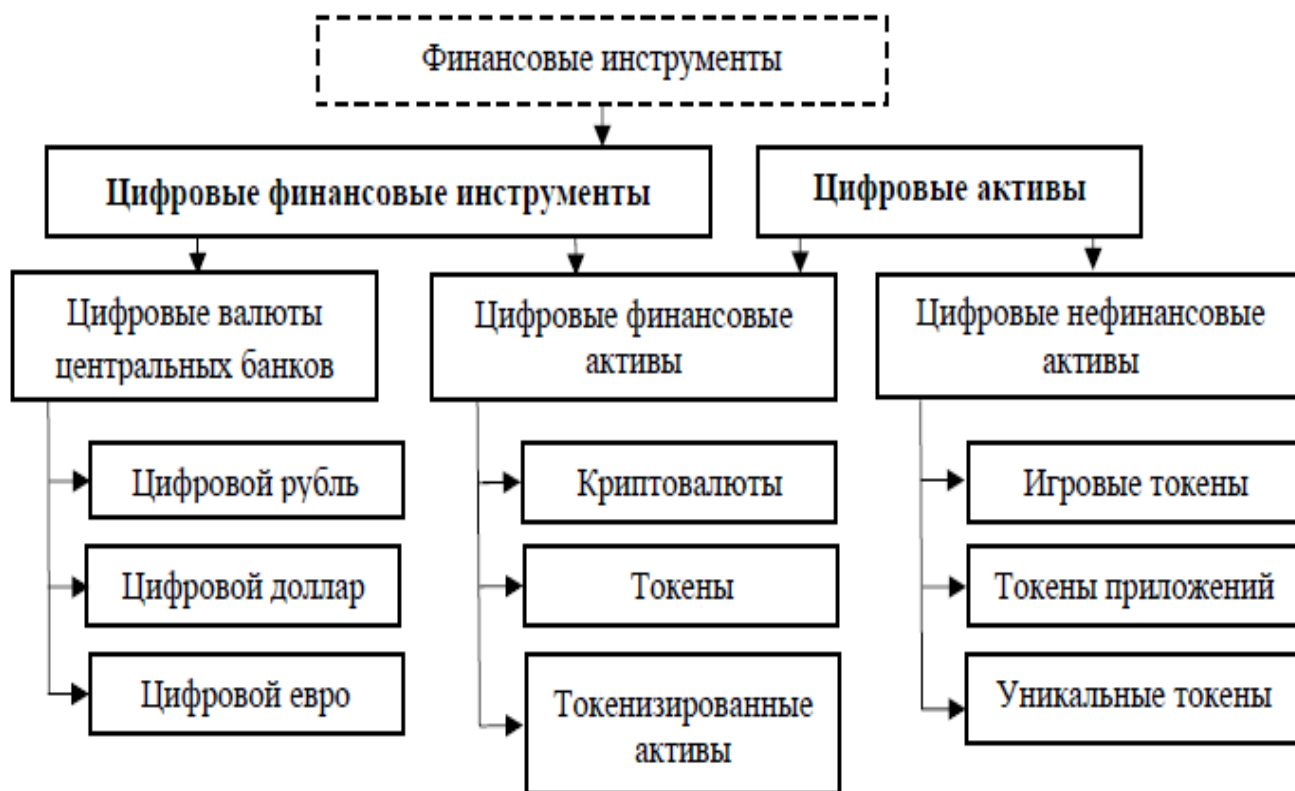 Финансовые инструменты
Цифровые финансовые инструменты
Цифровые активы
Цифровые валюты
центральных банков
Цифровые финансовые
активы
Цифровые нефинансовые
активы
Цифровой рубль
Криптовалюты
Игровые токены
Цифровой доллар
Токены
Токены приложений
Цифровой евро
Токенизированные
активы
Уникальные токены